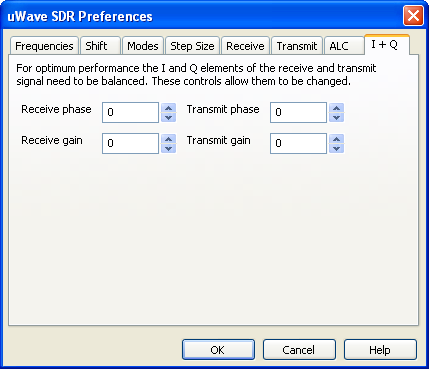 uWave SDR Preferences
Frequencies Shift Modes Step Size Receive Transmit ALC I + Q
For optimum performance the I and Q elements of the receive and transmit
signal need to be balanced. These controls allow them to be changed.
Receive phase 0 Transmit phase 0
Receive gain 0 Transmit gain 0
OK Cancel Help